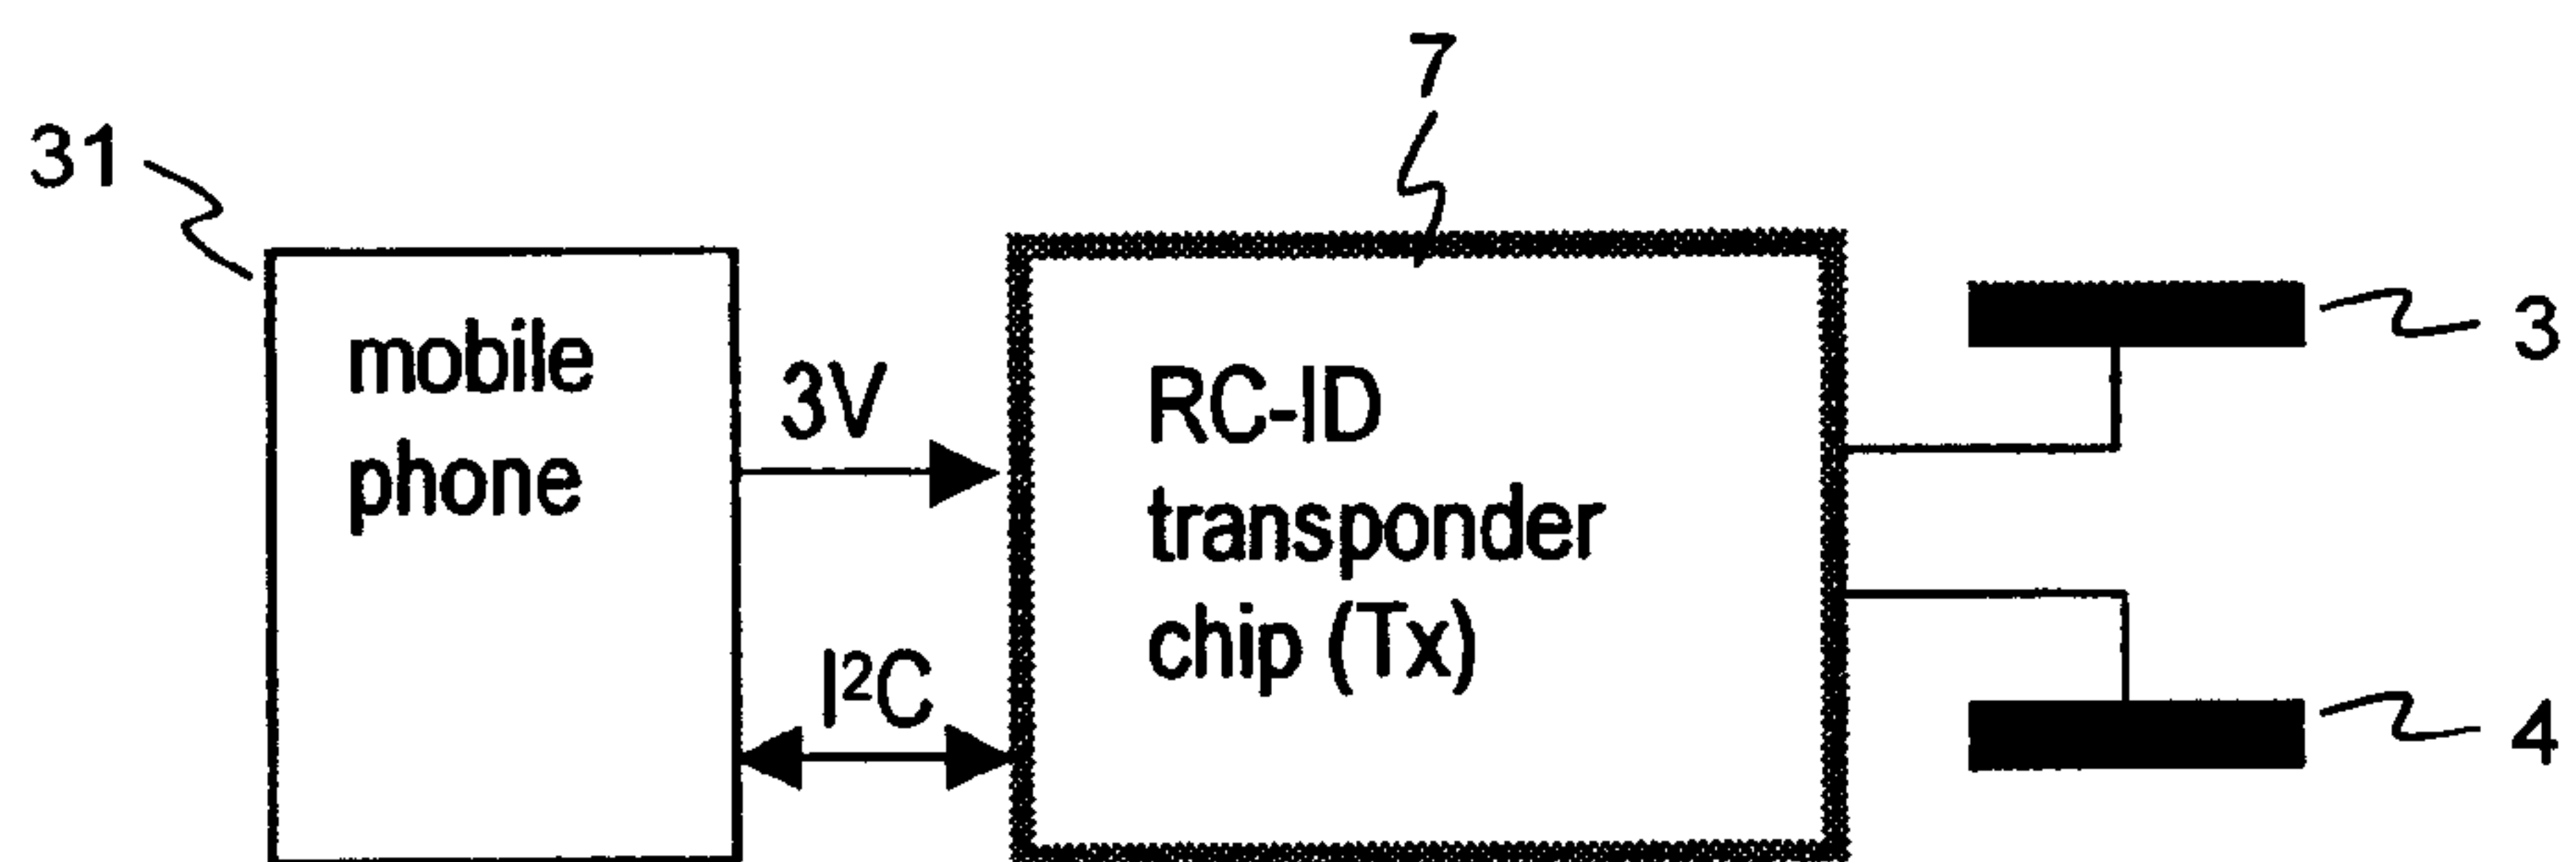 7
31
mobile
phone
3V
I²C
RC-ID
transponder
chip (Tx)
3
4